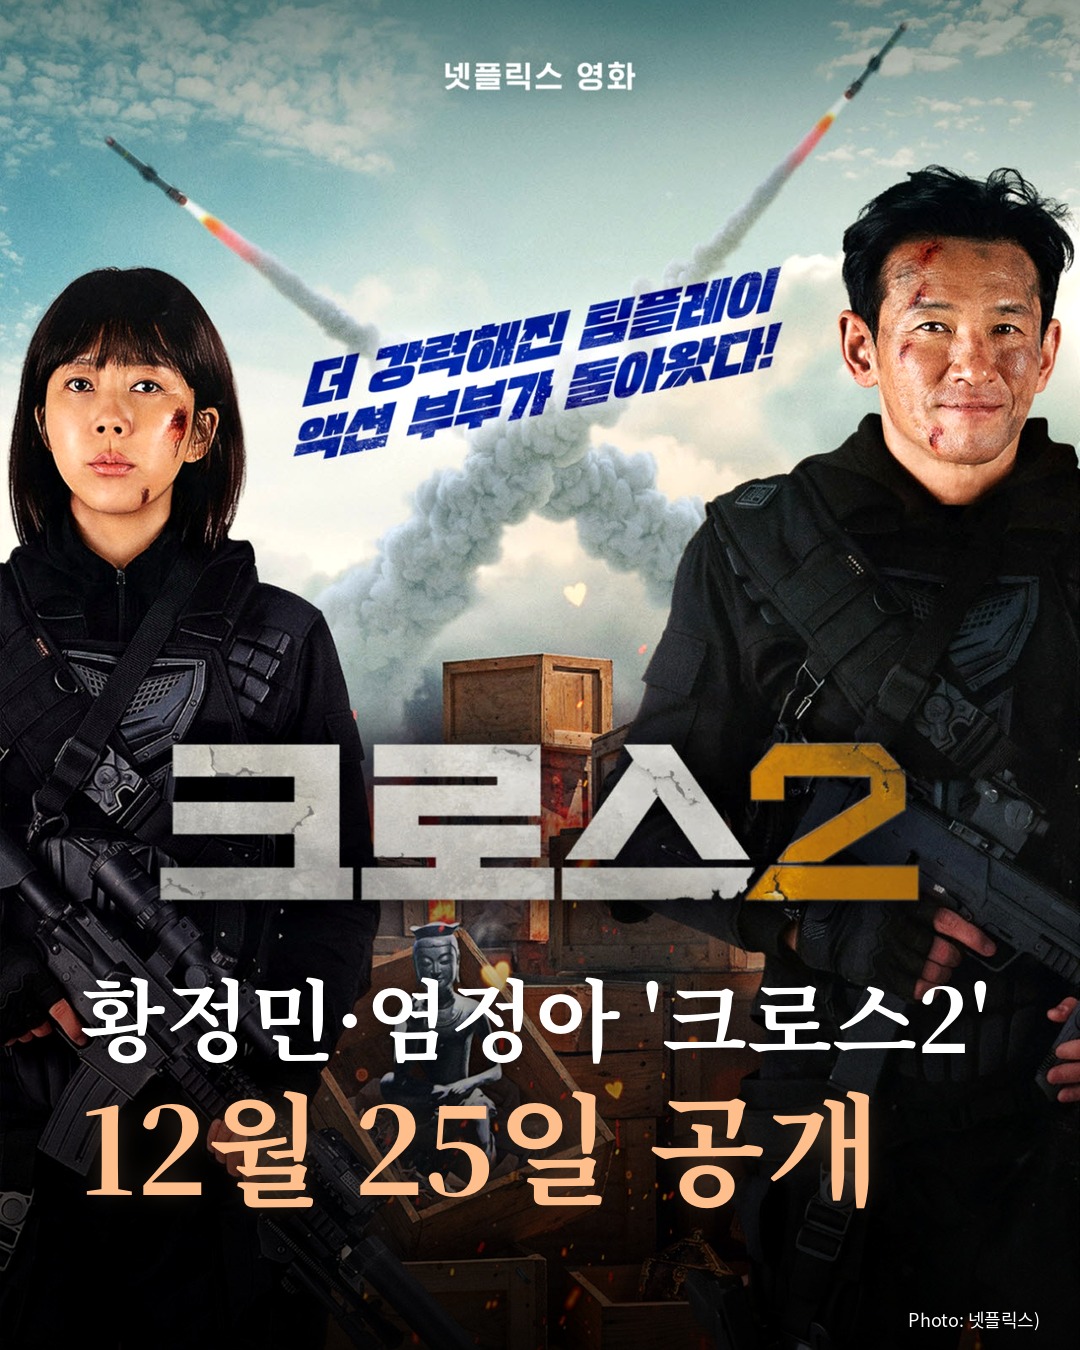 넷플릭스 영화
더 강력해진 팀플레이
액션 부부가 돌아왔다!
크로스2
황정민·염정아 '크로스2'
12월 25일 공개
Photo: 넷플릭스)